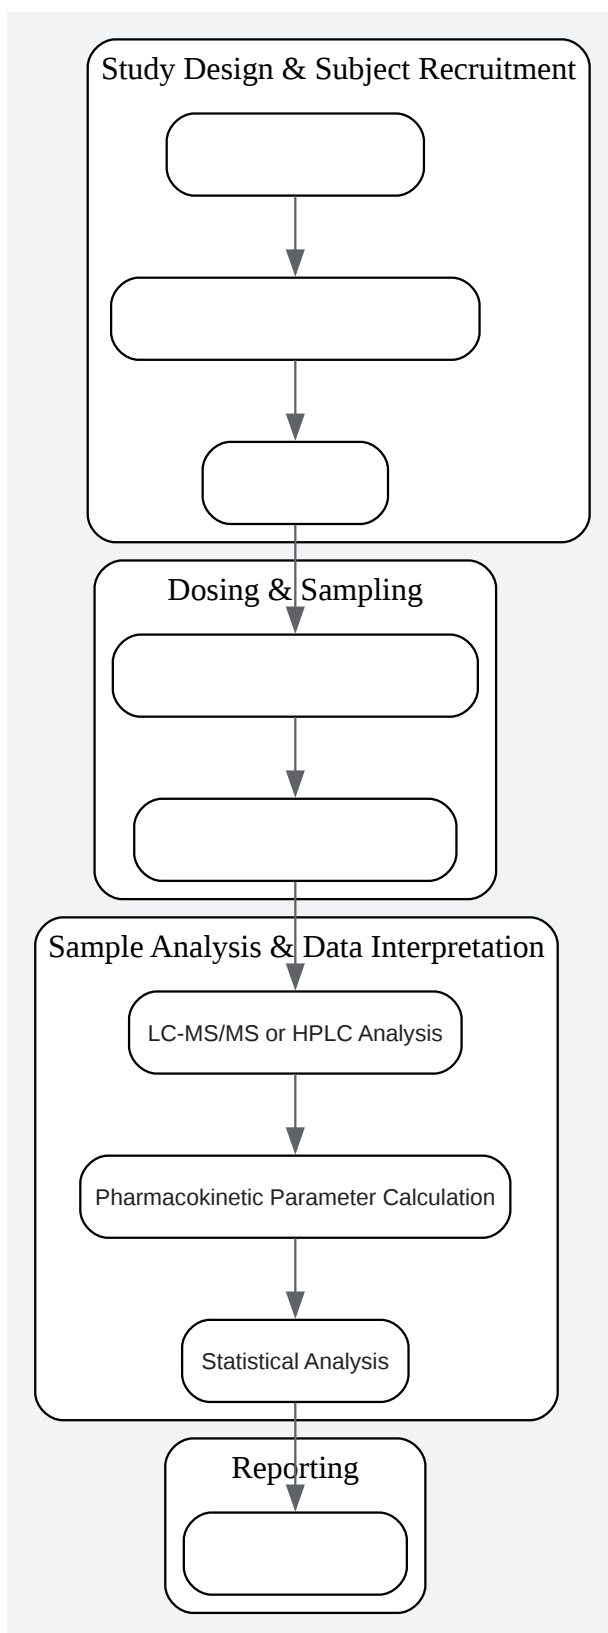 Study Design & Subject Recruitment
Dosing & Sampling
Sample Analysis & Data Interpretation
LC-MS/MS or HPLC Analysis
Pharmacokinetic Parameter Calculation
Statistical Analysis
Reporting